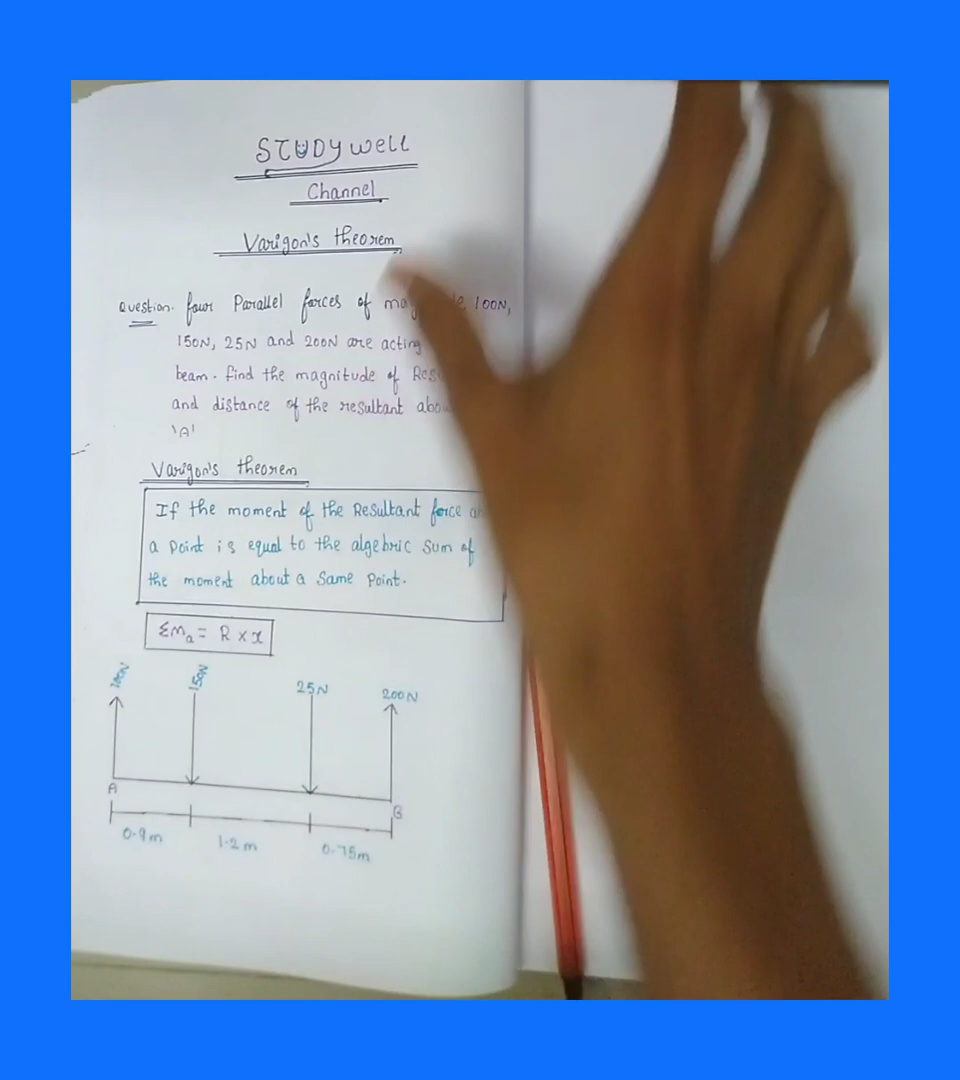 STUDY well
Channel
Varigon's theorem
Question. four Parallel forces of 100N,
150N, 25N and 200N are acting
beam. find the magnitude of
and distance of the resultant
'A'
Varigon's theorem
If the moment of the Resultant force
a Point is equal to the algebric sum of
the moment about a Same Point.
ΣMa = R × x
100N 150N 25N 200N
A B
0.9m 1.2m 0.75m